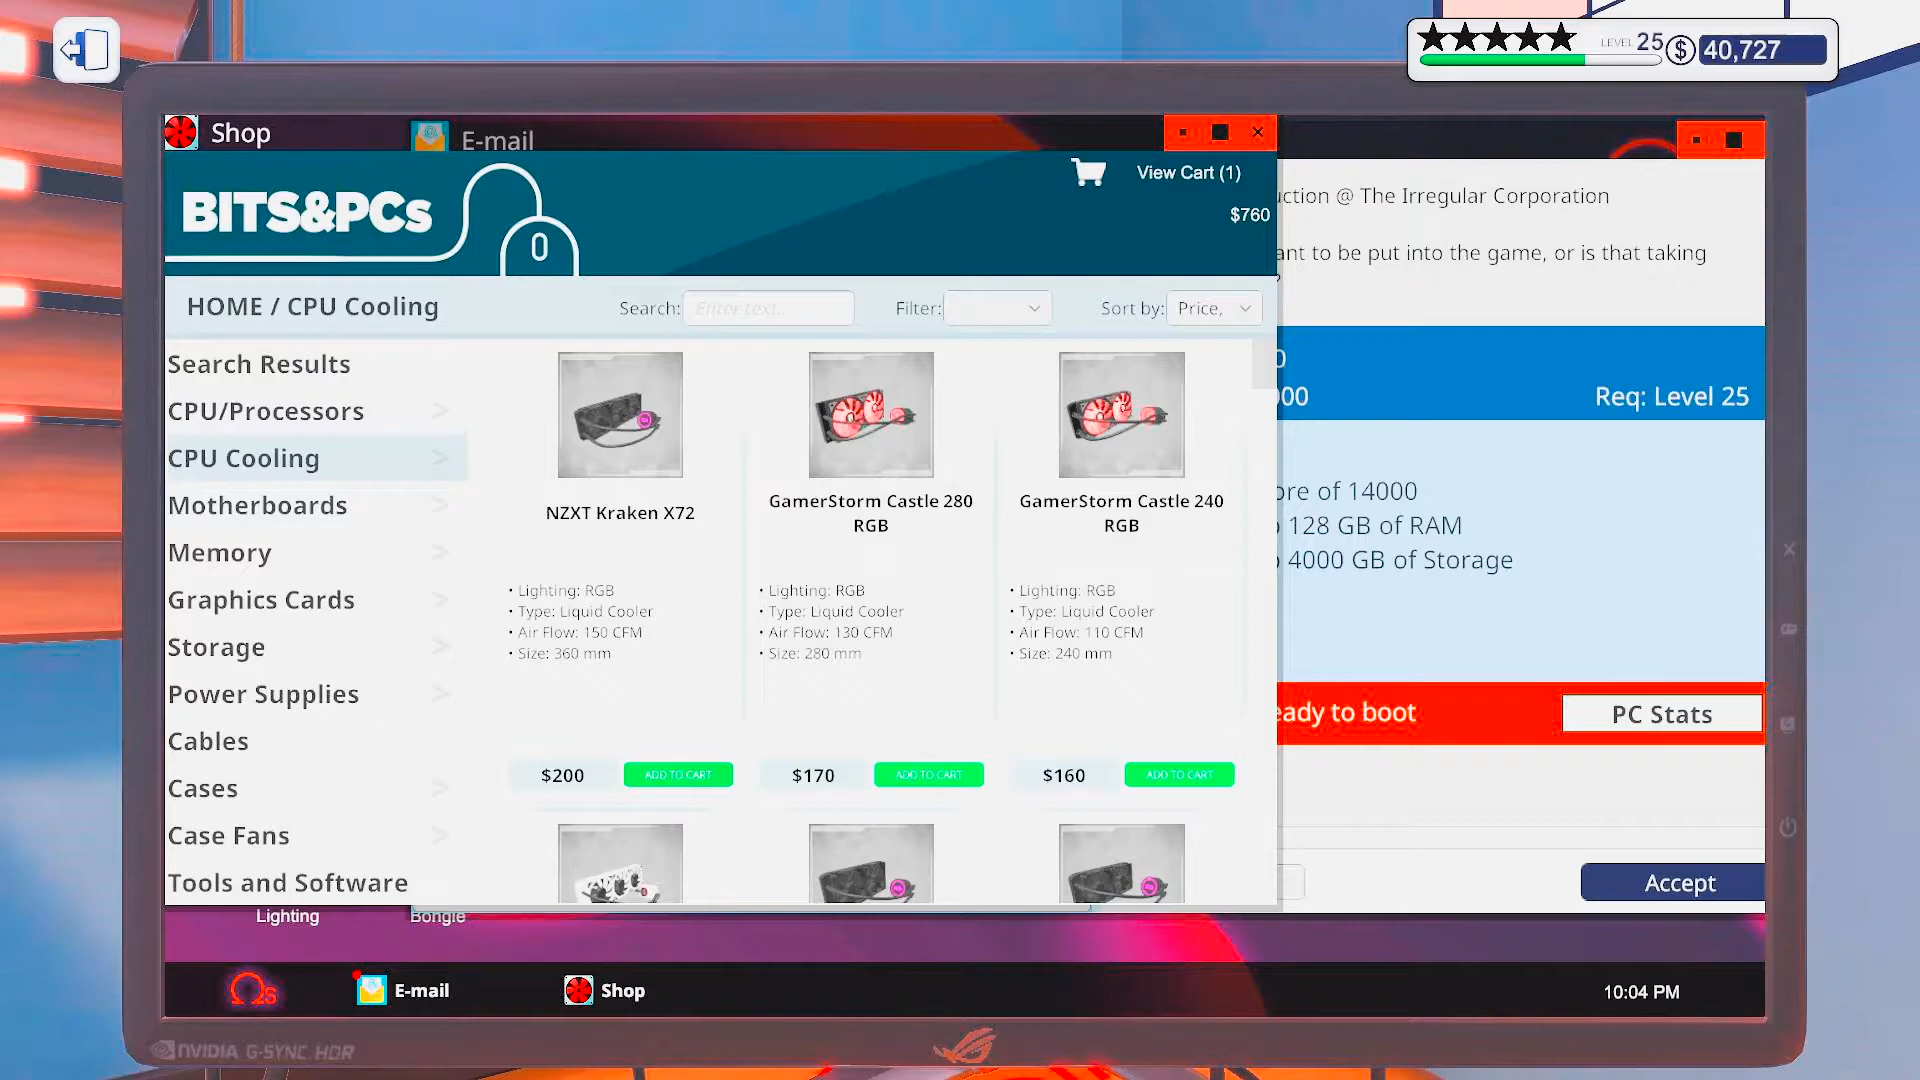 LEVEL 25
$ 40,727
Shop
E-mail
View Cart (1)
$760
BITS&PCs
uction @ The Irregular Corporation
ant to be put into the game, or is that taking
HOME / CPU Cooling
Search:
Enter text...
Filter:
Sort by:
Price,
Search Results
CPU/Processors
CPU Cooling
Motherboards
Memory
Graphics Cards
Storage
Power Supplies
Cables
Cases
Case Fans
Tools and Software
NZXT Kraken X72
• Lighting: RGB
• Type: Liquid Cooler
• Air Flow: 150 CFM
• Size: 360 mm
$200
ADD TO CART
GamerStorm Castle 280
RGB
• Lighting: RGB
• Type: Liquid Cooler
• Air Flow: 130 CFM
• Size: 280 mm
$170
ADD TO CART
GamerStorm Castle 240
RGB
• Lighting: RGB
• Type: Liquid Cooler
• Air Flow: 110 CFM
• Size: 240 mm
$160
ADD TO CART
0
000
Req: Level 25
ore of 14000
o 128 GB of RAM
o 4000 GB of Storage
eady to boot
PC Stats
Accept
Lighting
Bongle
Ωs
E-mail
Shop
10:04 PM
NVIDIA G-SYNC HDR